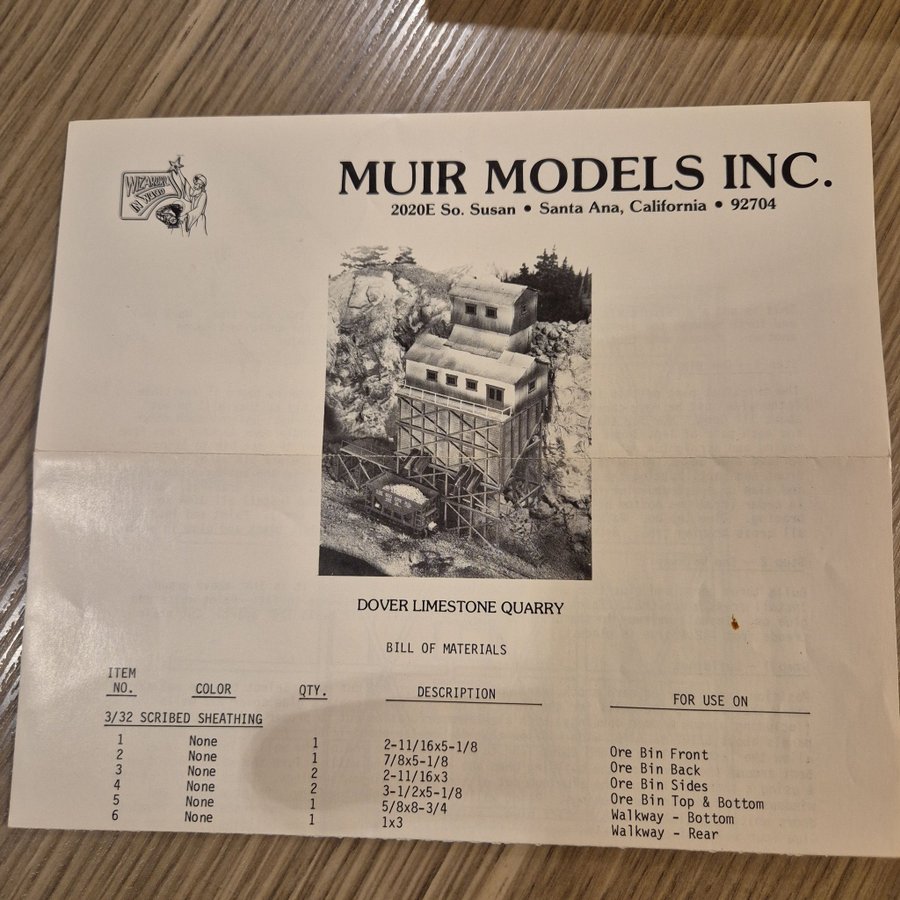 WIZARDS IN WOOD
MUIR MODELS INC.
2020E So. Susan • Santa Ana, California • 92704
DOVER LIMESTONE QUARRY
BILL OF MATERIALS
ITEM
NO. COLOR QTY. DESCRIPTION FOR USE ON
3/32 SCRIBED SHEATHING
1 None 1 2-11/16x5-1/8 Ore Bin Front
2 None 1 7/8x5-1/8 Ore Bin Back
3 None 2 2-11/16x3 Ore Bin Sides
4 None 2 3-1/2x5-1/8 Ore Bin Top & Bottom
5 None 1 5/8x8-3/4 Walkway - Bottom
6 None 1 1x3 Walkway - Rear